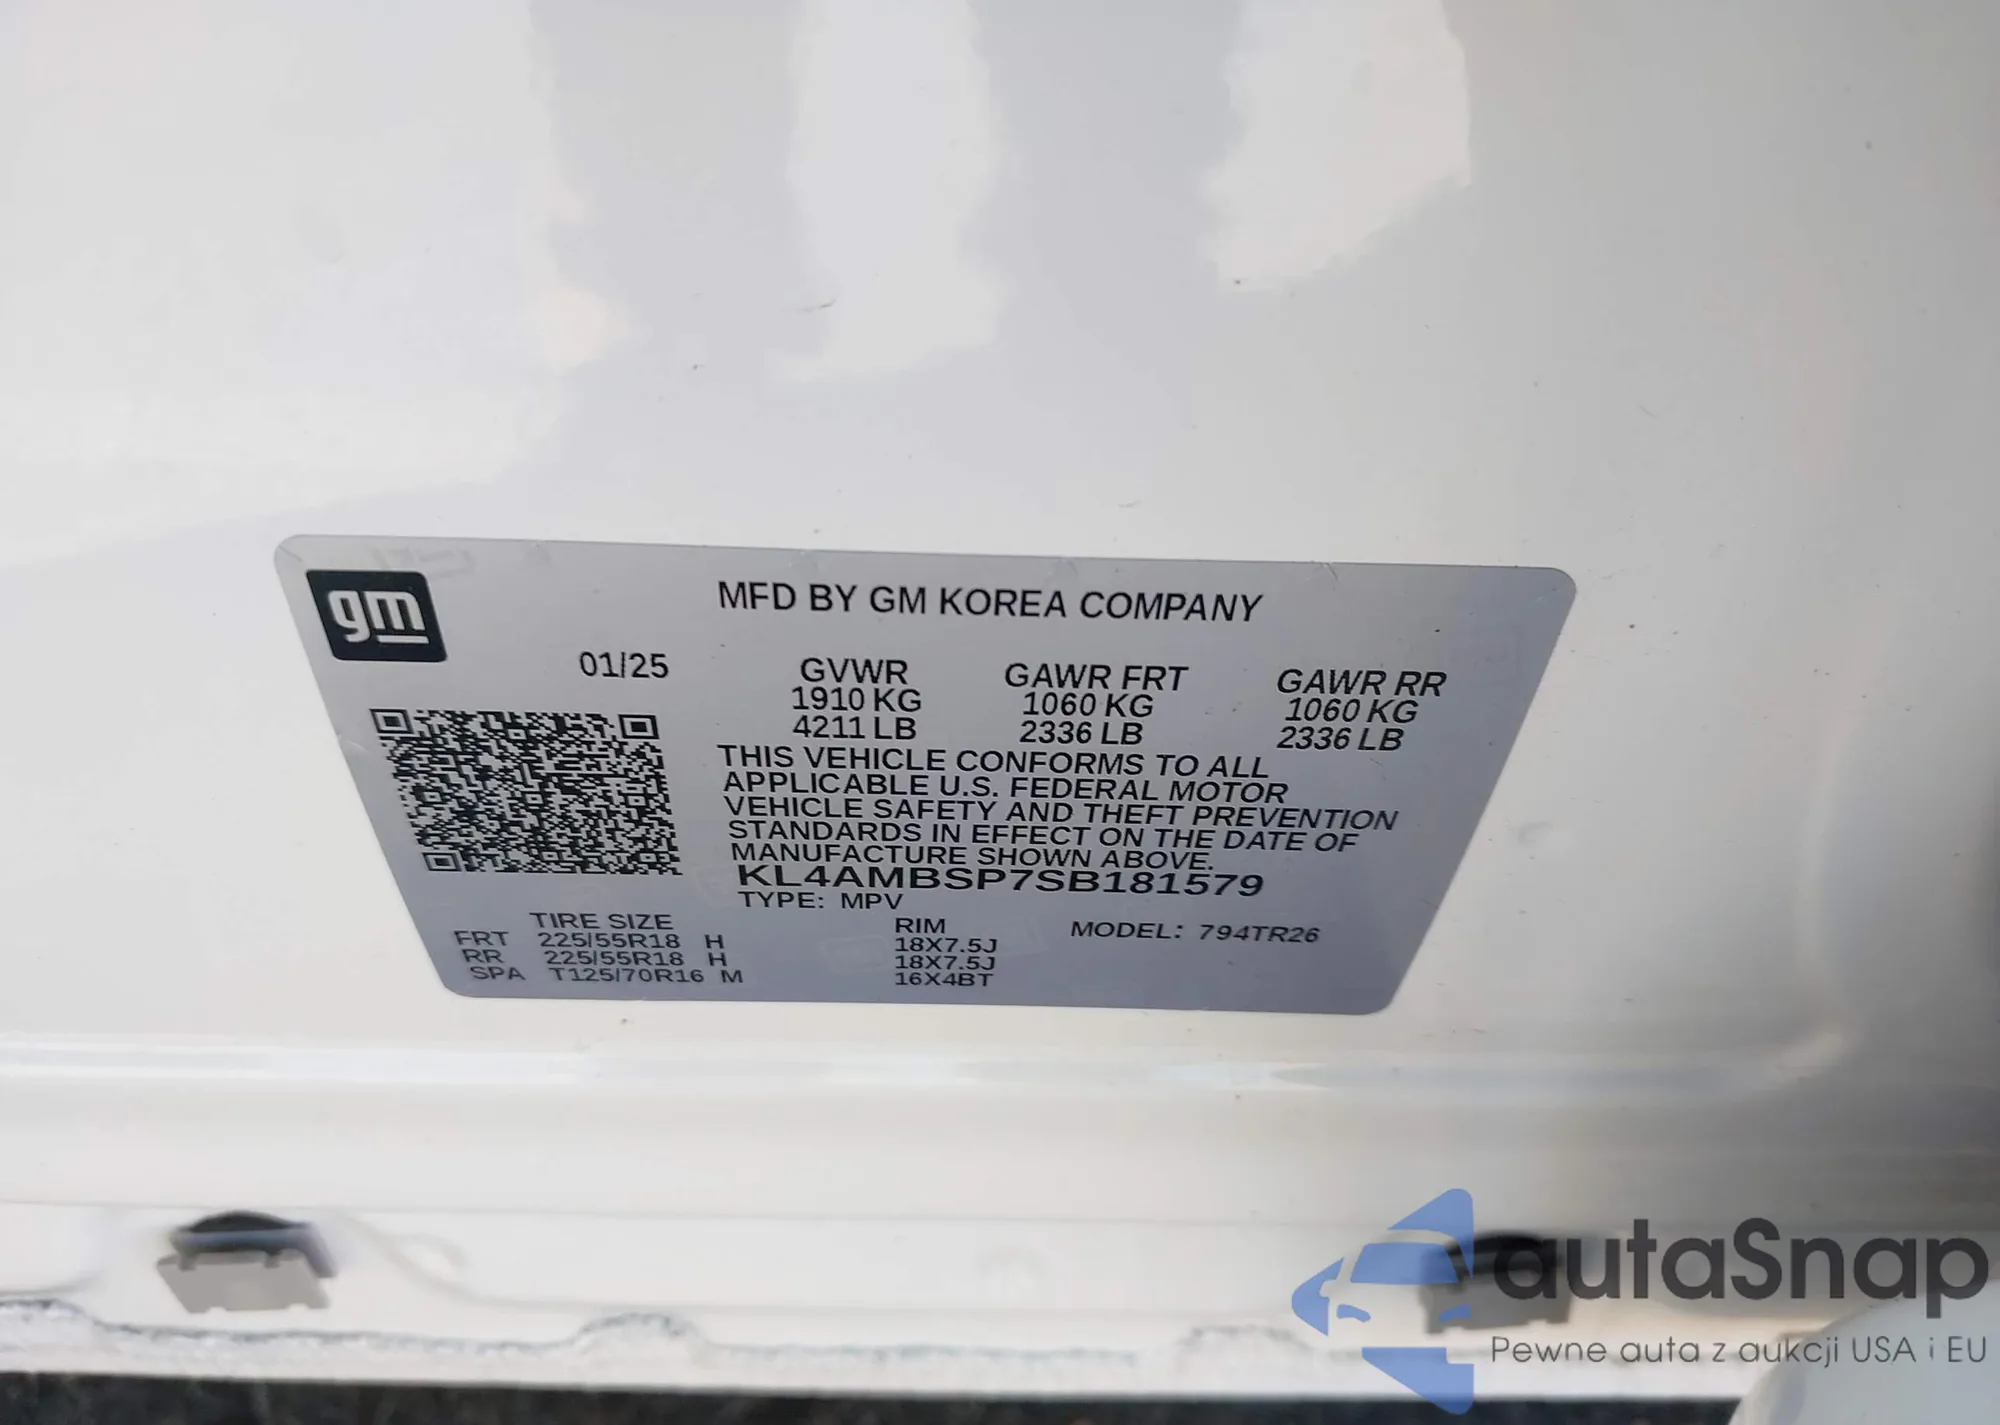 gm
MFD BY GM KOREA COMPANY
01/25
GVWR GAWR FRT GAWR RR
1910 KG 1060 KG 1060 KG
4211 LB 2336 LB 2336 LB
THIS VEHICLE CONFORMS TO ALL
APPLICABLE U.S. FEDERAL MOTOR
VEHICLE SAFETY AND THEFT PREVENTION
STANDARDS IN EFFECT ON THE DATE OF
MANUFACTURE SHOWN ABOVE.
KL4AMBSP7SB181579
TYPE: MPV
TIRE SIZE RIM MODEL: 794TR26
FRT 225/55R18 H 18X7.5J
RR 225/55R18 H 18X7.5J
SPA T125/70R16 M 16X4BT
autaSnap
Pewne auta z aukcji USA i EU